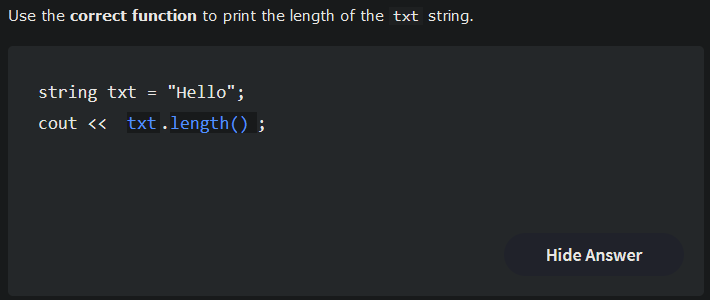 Use the correct function to print the length of the txt string.
string txt = "Hello";
cout << txt.length() ;
Hide Answer